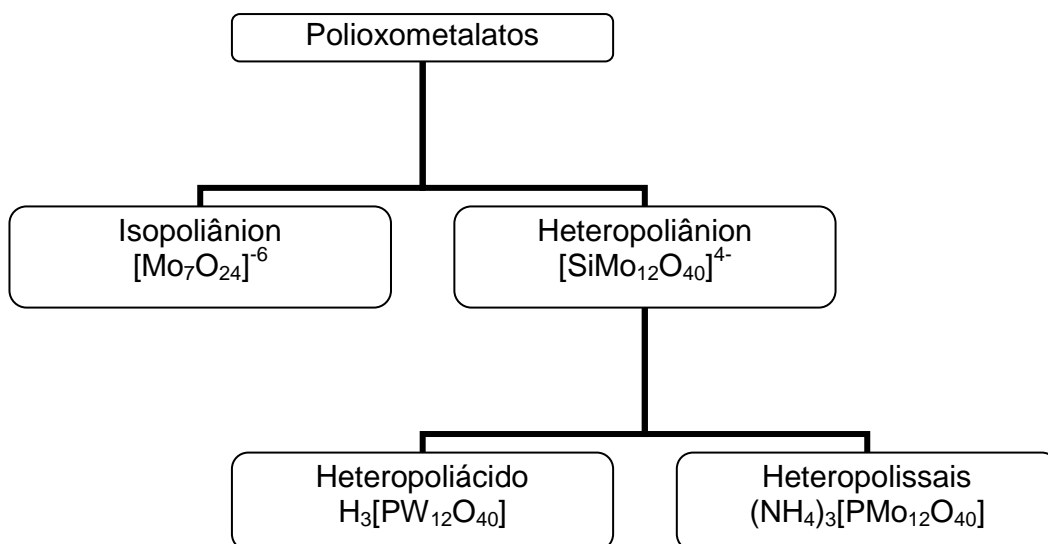 Polioxometalatos
Isopoliânion
[Mo₇O₂₄]⁻⁶
Heteropoliânion
[SiMo₁₂O₄₀]⁴⁻
Heteropoliácido
H₃[PW₁₂O₄₀]
Heteropolissais
(NH₄)₃[PMo₁₂O₄₀]